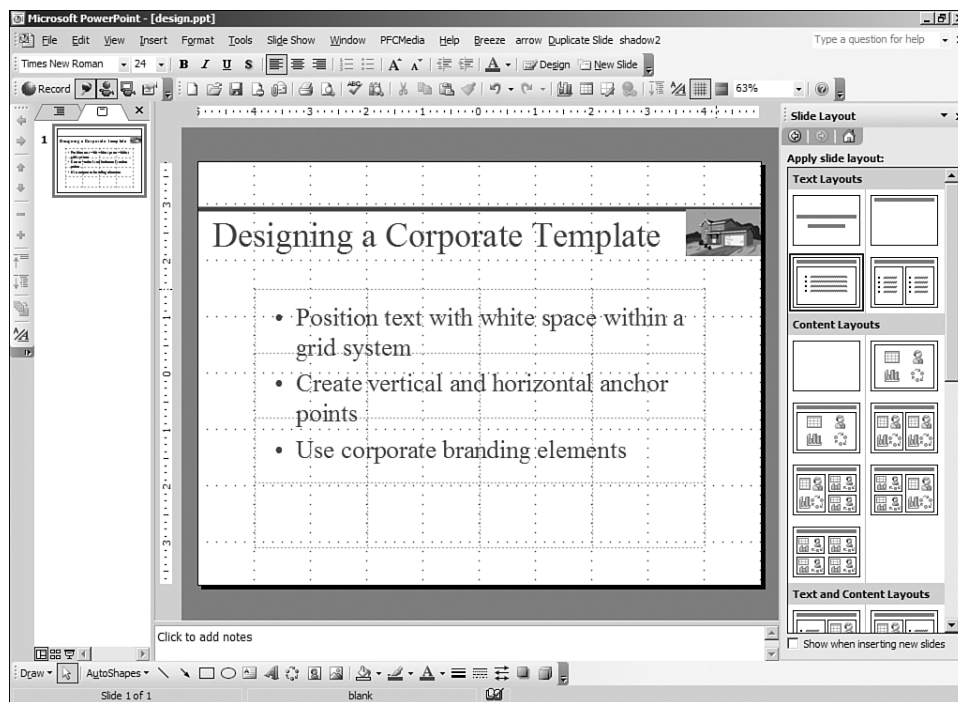 Microsoft PowerPoint - [design.ppt]
File Edit View Insert Format Tools Slide Show Window PFCMedia Help Breeze arrow Duplicate Slide shadow2 Type a question for help
Times New Roman 24 B I U S A A A Design New Slide
Record 63%
1
Designing a Corporate Template
• Position text with white space within a
grid system
• Create vertical and horizontal anchor
points
• Use corporate branding elements
Slide Layout
Apply slide layout:
Text Layouts
Content Layouts
Text and Content Layouts
Show when inserting new slides
Click to add notes
Draw AutoShapes
Slide 1 of 1 blank